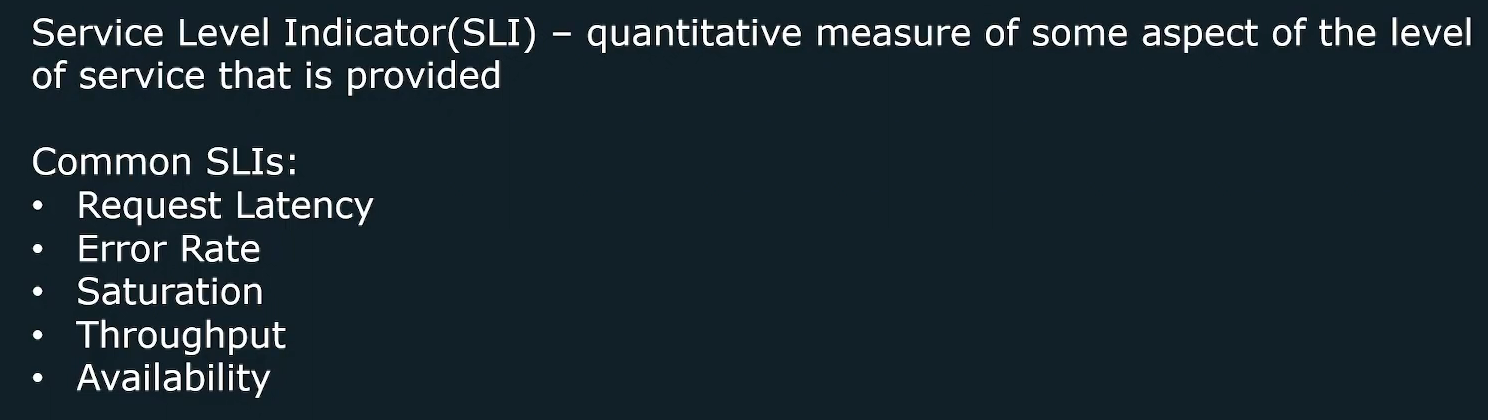 Service Level Indicator(SLI) – quantitative measure of some aspect of the level
of service that is provided
Common SLIs:
• Request Latency
• Error Rate
• Saturation
• Throughput
• Availability